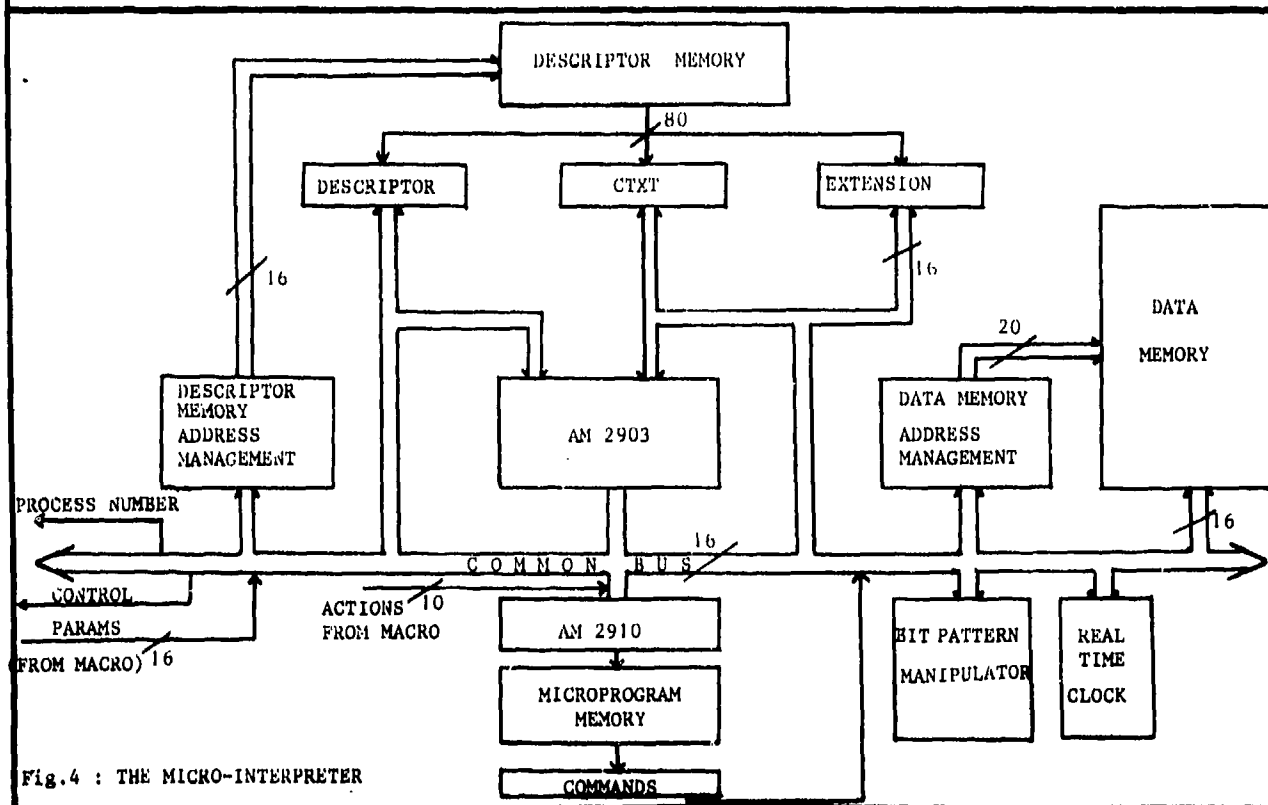 DESCRIPTOR MEMORY
80
DESCRIPTOR
CTXT
EXTENSION
16
16
DATA
MEMORY
20
DESCRIPTOR
MEMORY
ADDRESS
MANAGEMENT
AM 2903
DATA MEMORY
ADDRESS
MANAGEMENT
PROCESS NUMBER
16
COMMON BUS
16
CONTROL
PARAMS
(FROM MACRO)
16
ACTIONS
FROM MACRO
10
AM 2910
BIT PATTERN
MANIPULATOR
REAL
TIME
CLOCK
MICROPROGRAM
MEMORY
COMMANDS
Fig.4 : THE MICRO-INTERPRETER